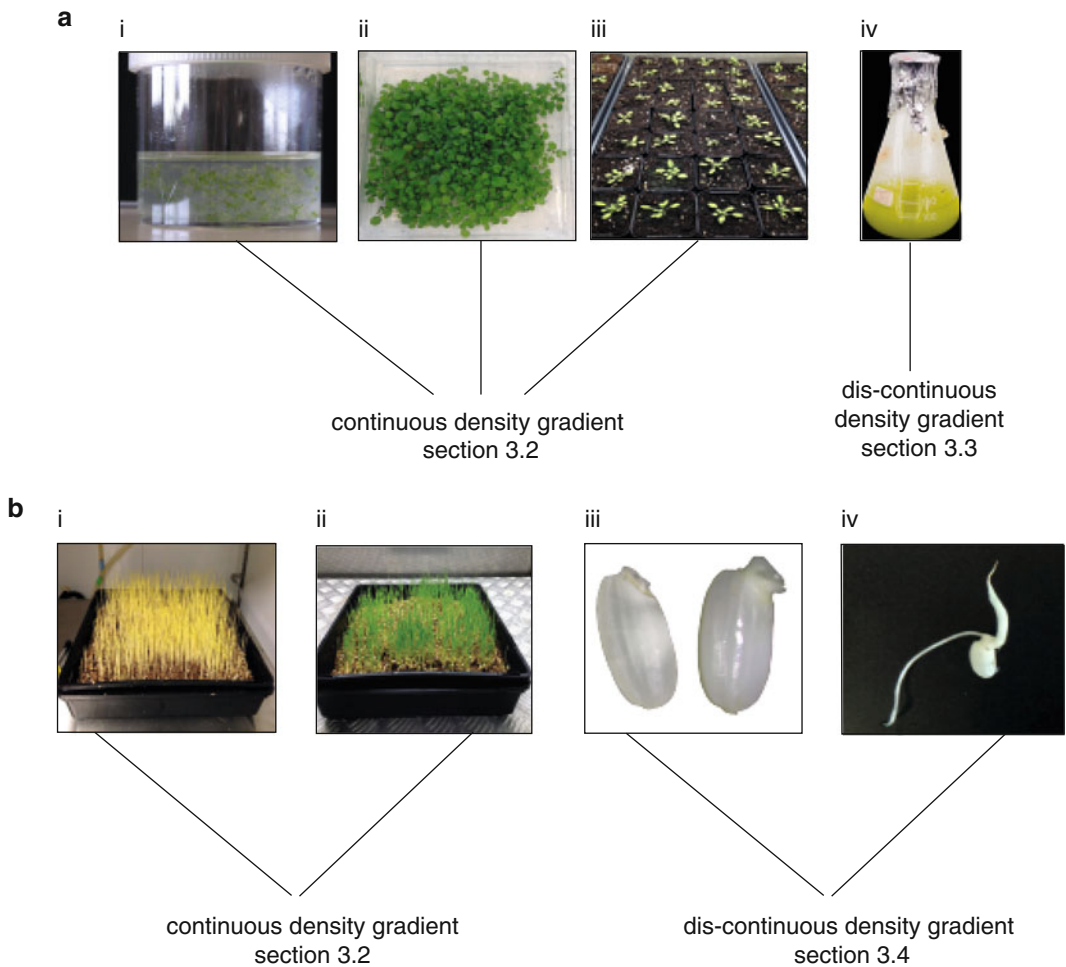 a
i
ii
iii
iv
continuous density gradient
section 3.2
dis-continuous
density gradient
section 3.3
b
i
ii
iii
iv
continuous density gradient
section 3.2
dis-continuous density gradient
section 3.4